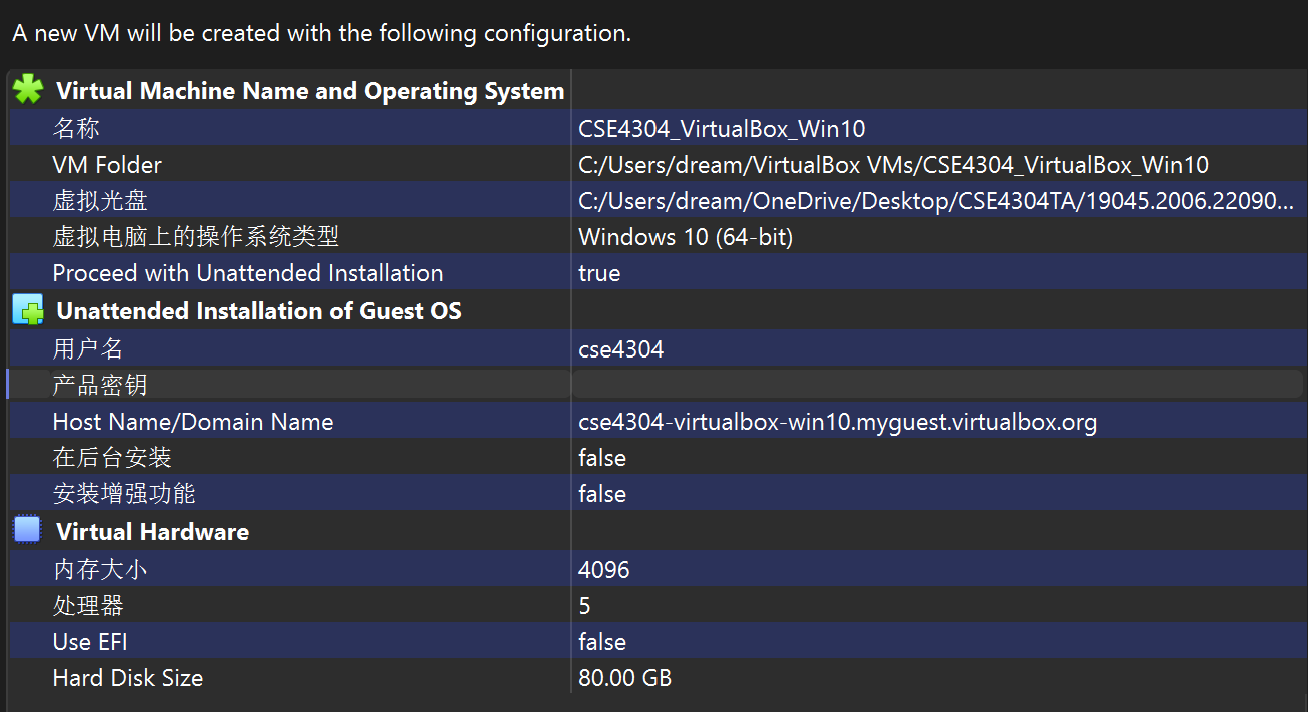 A new VM will be created with the following configuration.
Virtual Machine Name and Operating System
名称 CSE4304_VirtualBox_Win10
VM Folder C:/Users/dream/VirtualBox VMs/CSE4304_VirtualBox_Win10
虚拟光盘 C:/Users/dream/OneDrive/Desktop/CSE4304TA/19045.2006.22090...
虚拟电脑上的操作系统类型 Windows 10 (64-bit)
Proceed with Unattended Installation true
Unattended Installation of Guest OS
用户名 cse4304
产品密钥
Host Name/Domain Name cse4304-virtualbox-win10.myguest.virtualbox.org
在后台安装 false
安装增强功能 false
Virtual Hardware
内存大小 4096
处理器 5
Use EFI false
Hard Disk Size 80.00 GB